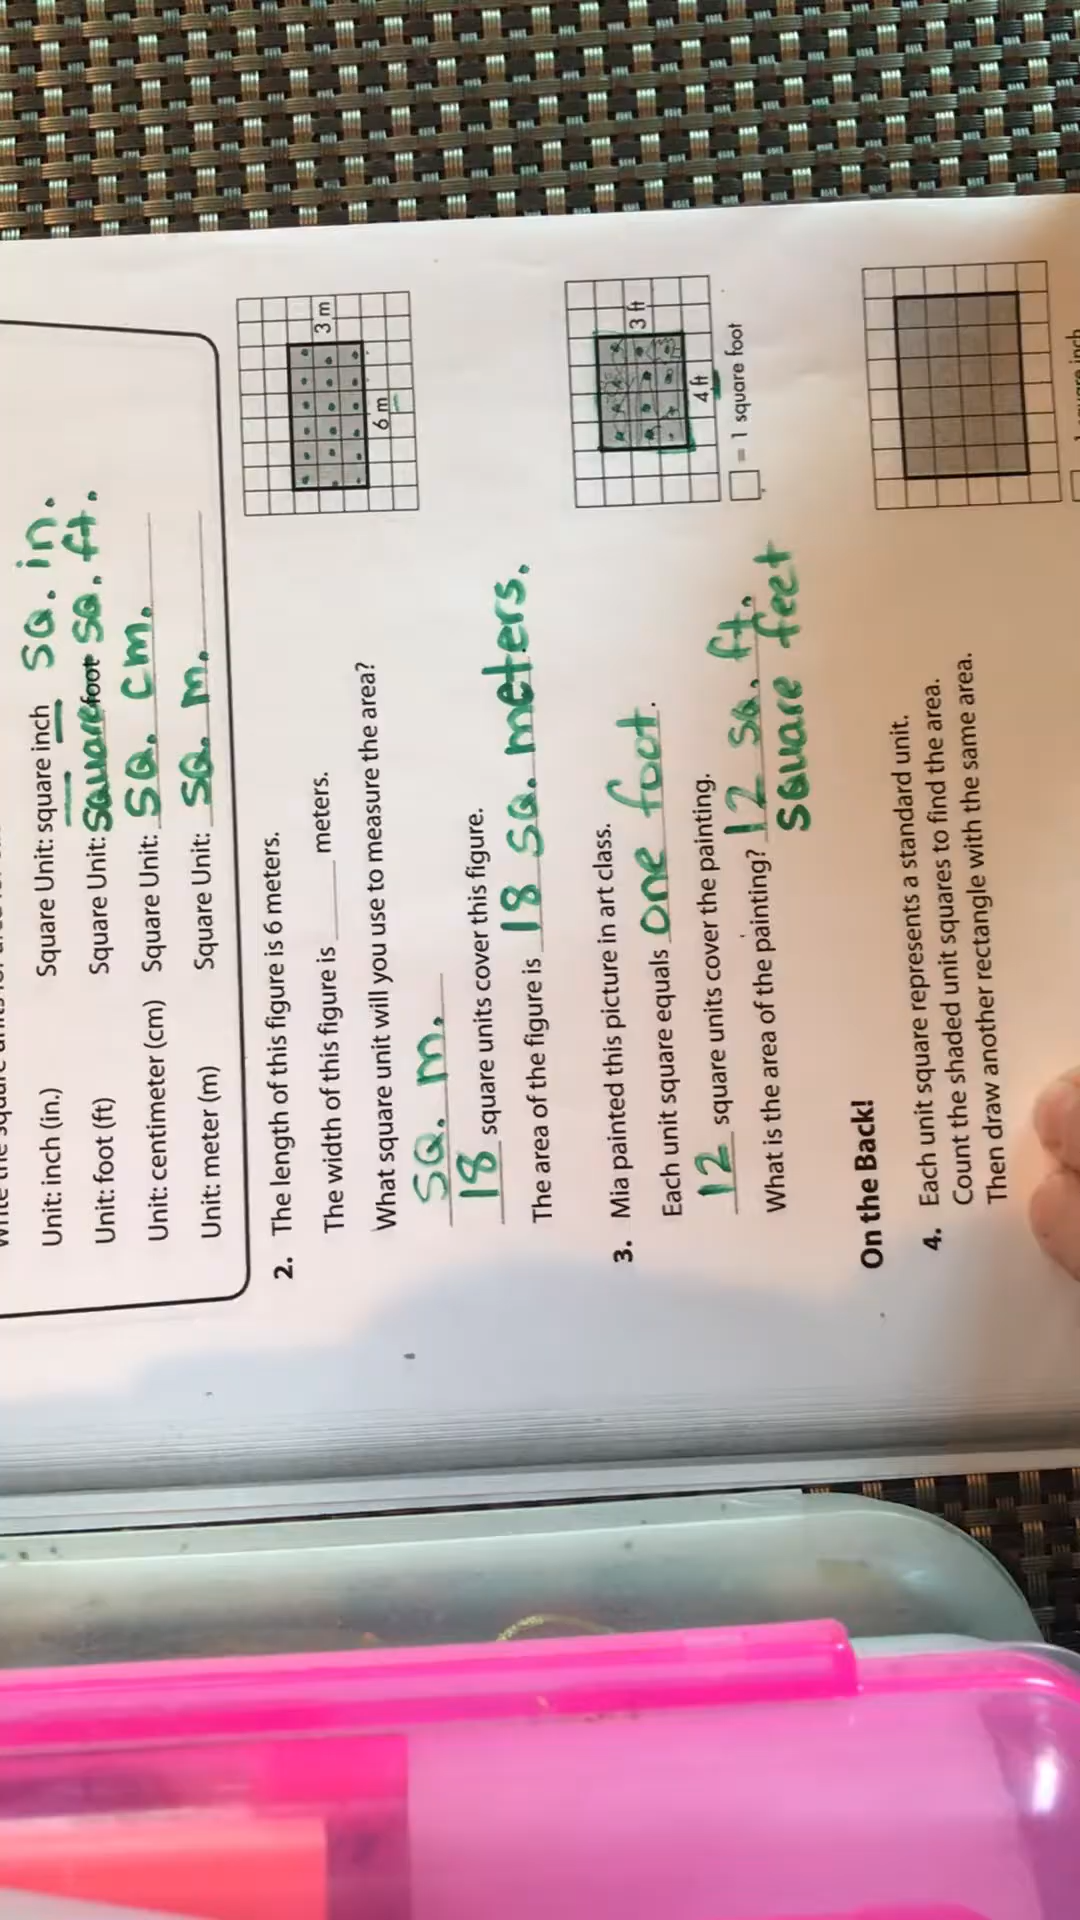 Unit: inch (in.) Square Unit: square inch sq. in.
Unit: foot (ft) Square Unit: square foot sq. ft.
Unit: centimeter (cm) Square Unit: sq. cm.
Unit: meter (m) Square Unit: sq. m.
2. The length of this figure is 6 meters.
The width of this figure is ____ meters.
What square unit will you use to measure the area?
sq. m.
18 square units cover this figure.
The area of the figure is 18 sq. meters.
3 m
6 m
3. Mia painted this picture in art class.
Each unit square equals one foot.
12 square units cover the painting.
What is the area of the painting? 12 sq. ft.
square feet
3 ft
4 ft
= 1 square foot
On the Back!
4. Each unit square represents a standard unit.
Count the shaded unit squares to find the area.
Then draw another rectangle with the same area.